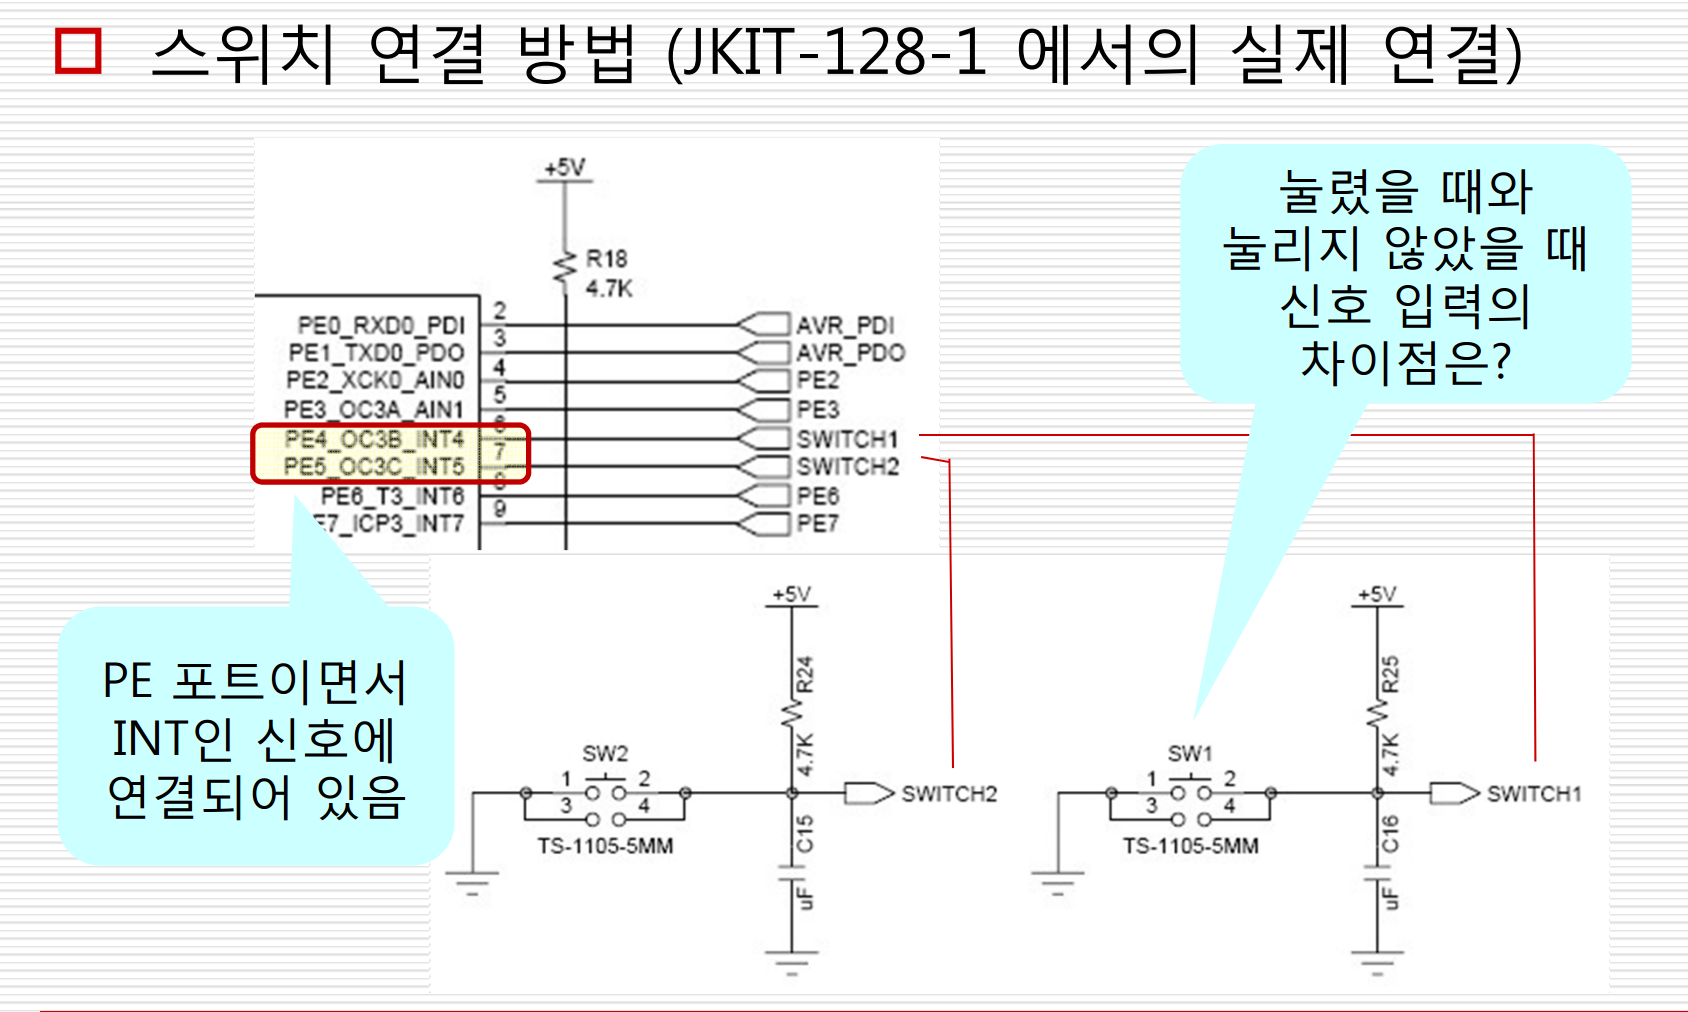 스위치 연결 방법 (JKIT-128-1 에서의 실제 연결)
+5V
R18
4.7K
PE0_RXD0_PDI 2 AVR_PDI
PE1_TXD0_PDO 3 AVR_PDO
PE2_XCK0_AIN0 4 PE2
PE3_OC3A_AIN1 5 PE3
PE4_OC3B_INT4 6 SWITCH1
PE5_OC3C_INT5 7 SWITCH2
PE6_T3_INT6 8 PE6
E7_ICP3_INT7 9 PE7
눌렸을 때와
눌리지 않았을 때
신호 입력의
차이점은?
PE 포트이면서
INT인 신호에
연결되어 있음
+5V
R24
4.7K
SW2
1 2
3 4
TS-1105-5MM
SWITCH2
C15
uF
+5V
R25
4.7K
SW1
1 2
3 4
TS-1105-5MM
SWITCH1
C16
uF